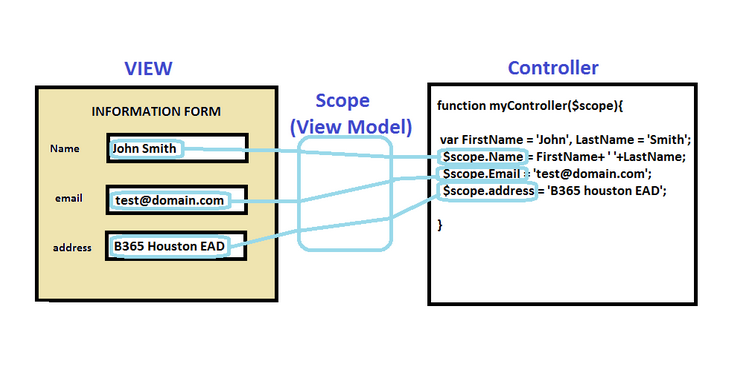 VIEW
INFORMATION FORM
Name
John Smith
email
test@domain.com
address
B365 Houston EAD
Scope
(View Model)
Controller
function myController($scope){
var FirstName = 'John', LastName = 'Smith';
$scope.Name = FirstName+ ' '+LastName;
$scope.Email = 'test@domain.com';
$scope.address = 'B365 houston EAD';
}